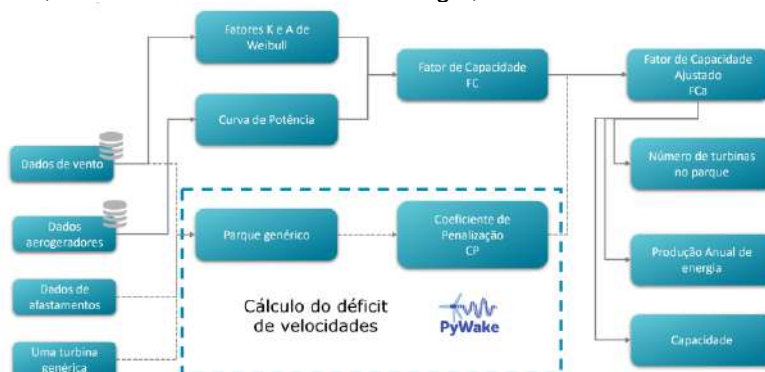 Fatores K e A de
Weibull
Fator de Capacidade
FC
Fator de Capacidade
Ajustado
FCa
Curva de Potência
Dados de vento
Número de turbinas
no parque
Dados
aerogeradores
Parque genérico
Coeficiente de
Penalização
CP
Produção Anual de
energia
Dados de
afastamentos
Cálculo do déficit
de velocidades
PyWake
Uma turbina
genérica
Capacidade